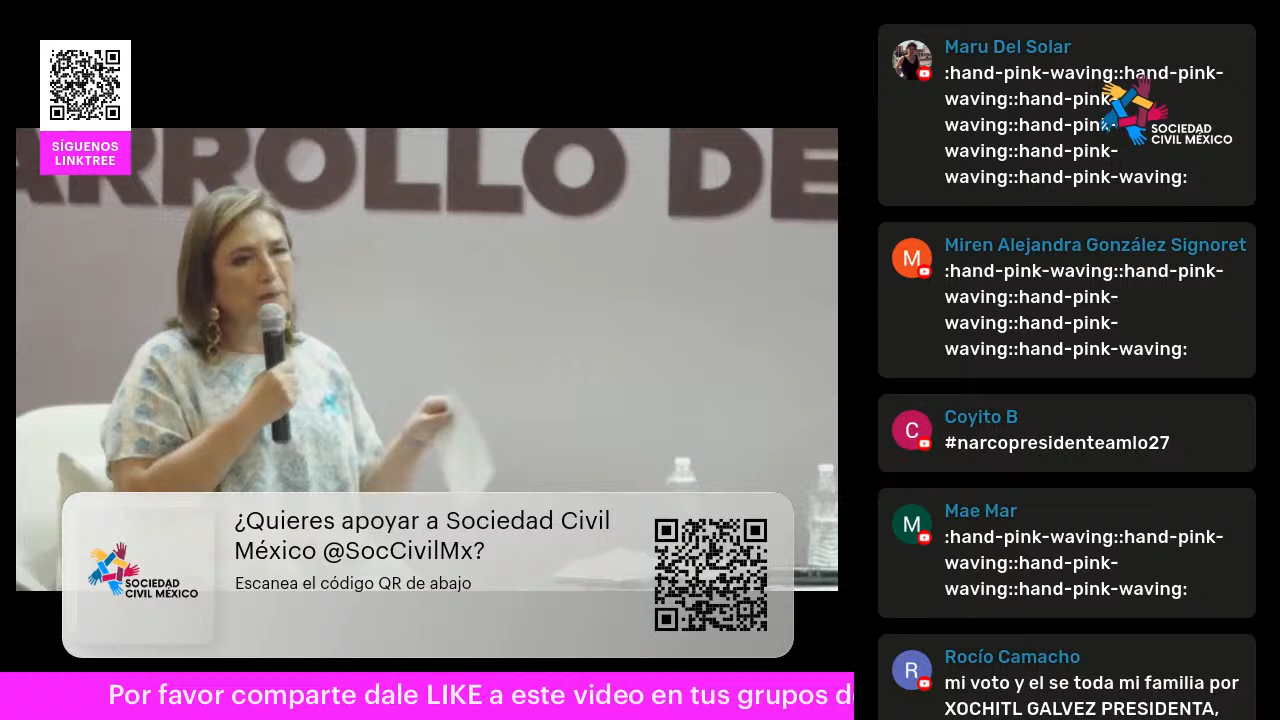 SÍGUENOS
LINKTREE
ARROLLO DE
¿Quieres apoyar a Sociedad Civil
México @SocCivilMx?
Escanea el código QR de abajo
SOCIEDAD
CIVIL MÉXICO
Por favor comparte dale LIKE a este video en tus grupos d
Maru Del Solar
:hand-pink-waving::hand-pink-
waving::hand-pink-
waving::hand-pink-
waving::hand-pink-
waving::hand-pink-waving:
SOCIEDAD
CIVIL MÉXICO
M
Miren Alejandra González Signoret
:hand-pink-waving::hand-pink-
waving::hand-pink-
waving::hand-pink-
waving::hand-pink-waving:
C
Coyito B
#narcopresidenteamlo27
M
Mae Mar
:hand-pink-waving::hand-pink-
waving::hand-pink-
waving::hand-pink-waving:
R
Rocío Camacho
mi voto y el se toda mi familia por
XOCHITL GALVEZ PRESIDENTA,